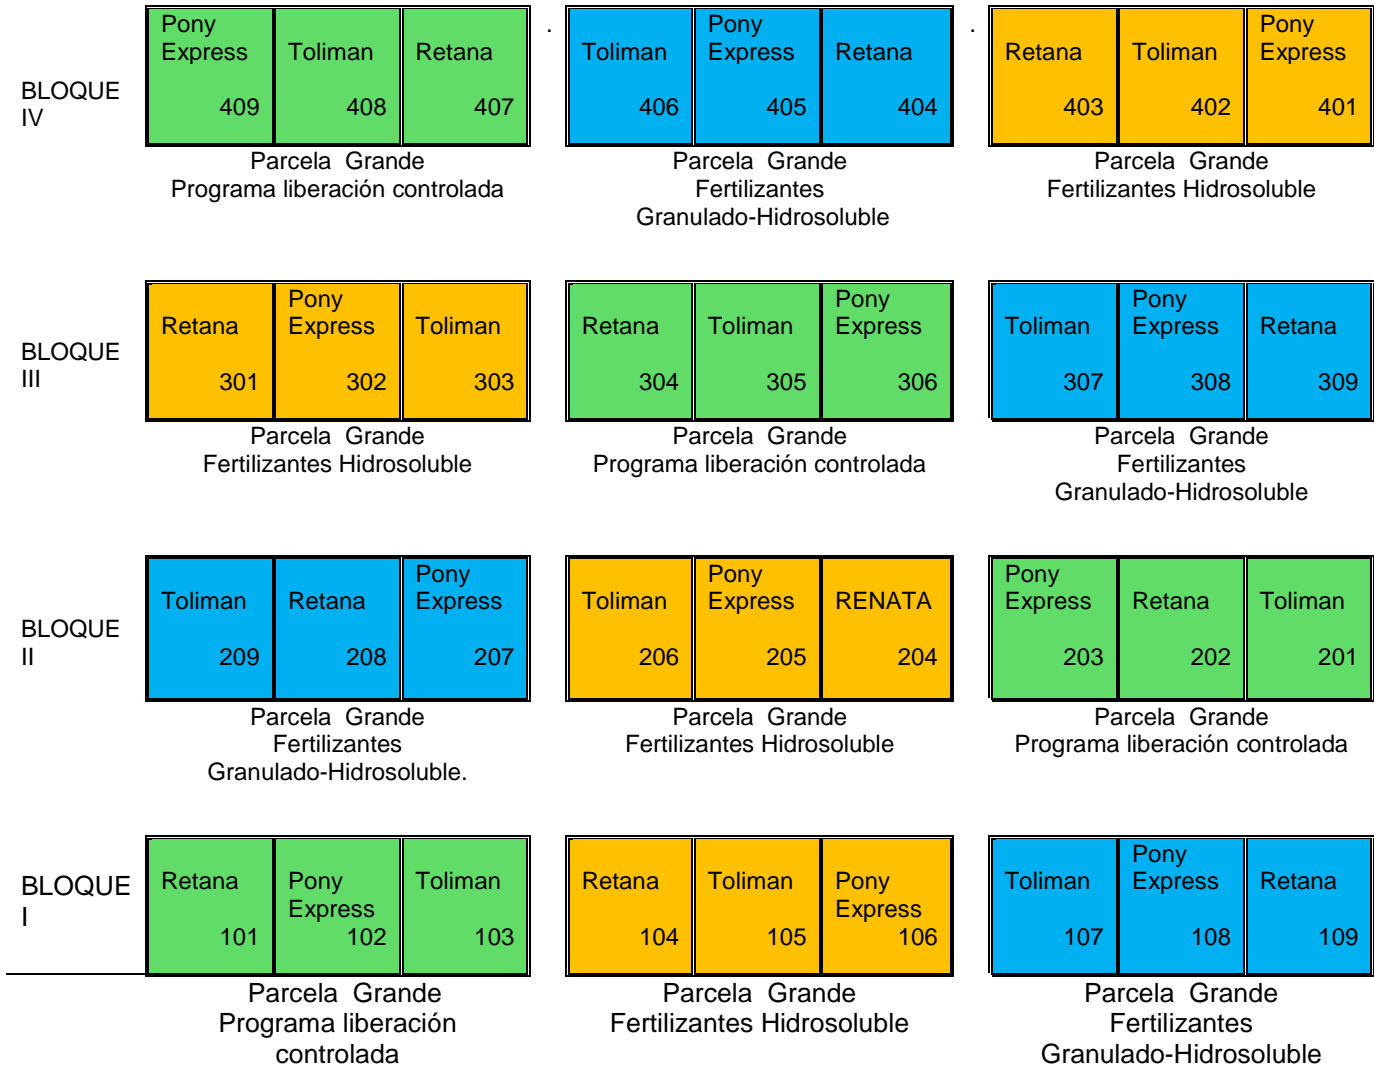 BLOQUE
IV
Pony
Express
409
Toliman
408
Retana
407
.
Toliman
406
Pony
Express
405
Retana
404
.
Retana
403
Toliman
402
Pony
Express
401
Parcela Grande
Programa liberación controlada
Parcela Grande
Fertilizantes
Granulado-Hidrosoluble
Parcela Grande
Fertilizantes Hidrosoluble
BLOQUE
III
Retana
301
Pony
Express
302
Toliman
303
Retana
304
Toliman
305
Pony
Express
306
Toliman
307
Pony
Express
308
Retana
309
Parcela Grande
Fertilizantes Hidrosoluble
Parcela Grande
Programa liberación controlada
Parcela Grande
Fertilizantes
Granulado-Hidrosoluble
BLOQUE
II
Toliman
209
Retana
208
Pony
Express
207
Toliman
206
Pony
Express
205
RENATA
204
Pony
Express
203
Retana
202
Toliman
201
Parcela Grande
Fertilizantes
Granulado-Hidrosoluble.
Parcela Grande
Fertilizantes Hidrosoluble
Parcela Grande
Programa liberación controlada
BLOQUE
I
Retana
101
Pony
Express
102
Toliman
103
Retana
104
Toliman
105
Pony
Express
106
Toliman
107
Pony
Express
108
Retana
109
Parcela Grande
Programa liberación
controlada
Parcela Grande
Fertilizantes Hidrosoluble
Parcela Grande
Fertilizantes
Granulado-Hidrosoluble